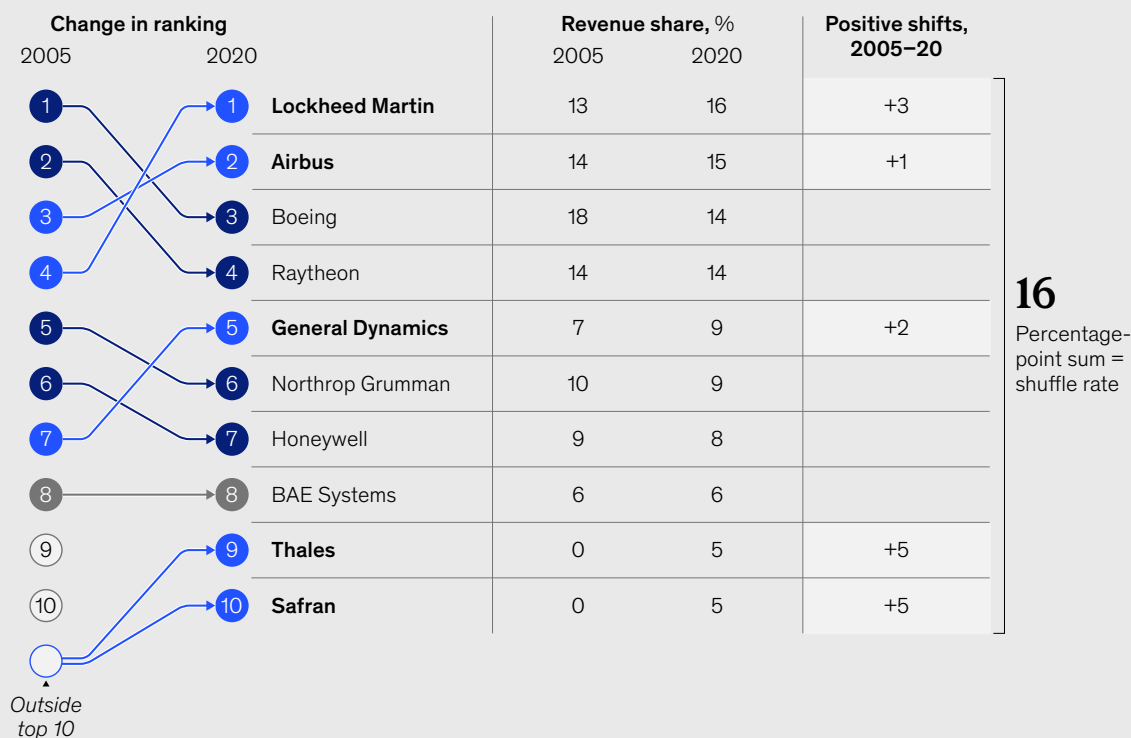 Change in ranking
Revenue share, %
Positive shifts,
2005–20
2005 2020
2005 2020
1 1 Lockheed Martin 13 16 +3
2 2 Airbus 14 15 +1
3 3 Boeing 18 14
4 4 Raytheon 14 14
5 5 General Dynamics 7 9 +2
6 6 Northrop Grumman 10 9
7 7 Honeywell 9 8
8 8 BAE Systems 6 6
9 9 Thales 0 5 +5
10 10 Safran 0 5 +5
Outside
top 10
16
Percentage-
point sum =
shuffle rate